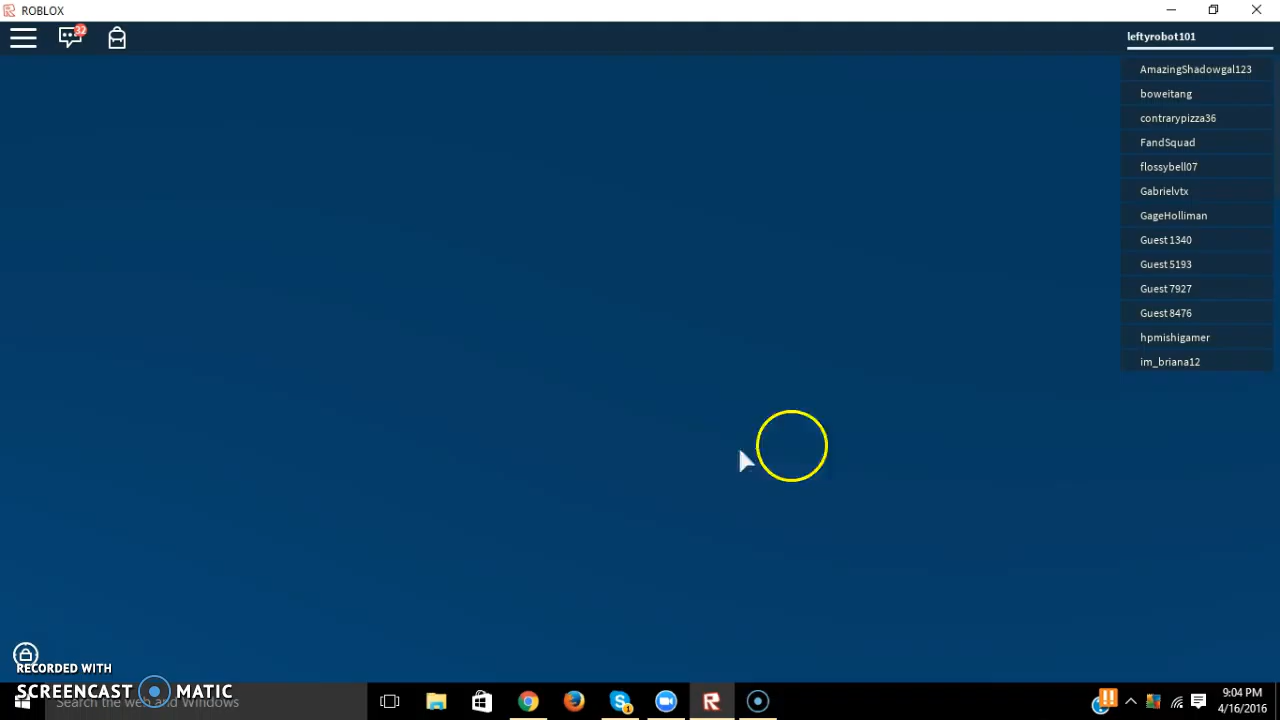 ROBLOX
32
leftyrobot101
AmazingShadowgal123
boweitang
contrarypizza36
FandSquad
flossybell07
Gabrielvtx
GageHolliman
Guest 1340
Guest 5193
Guest 7927
Guest 8476
hpmishigamer
im_briana12
RECORDED WITH
SCREENCAST MATIC
Search the web and Windows
9:04 PM
4/16/2016